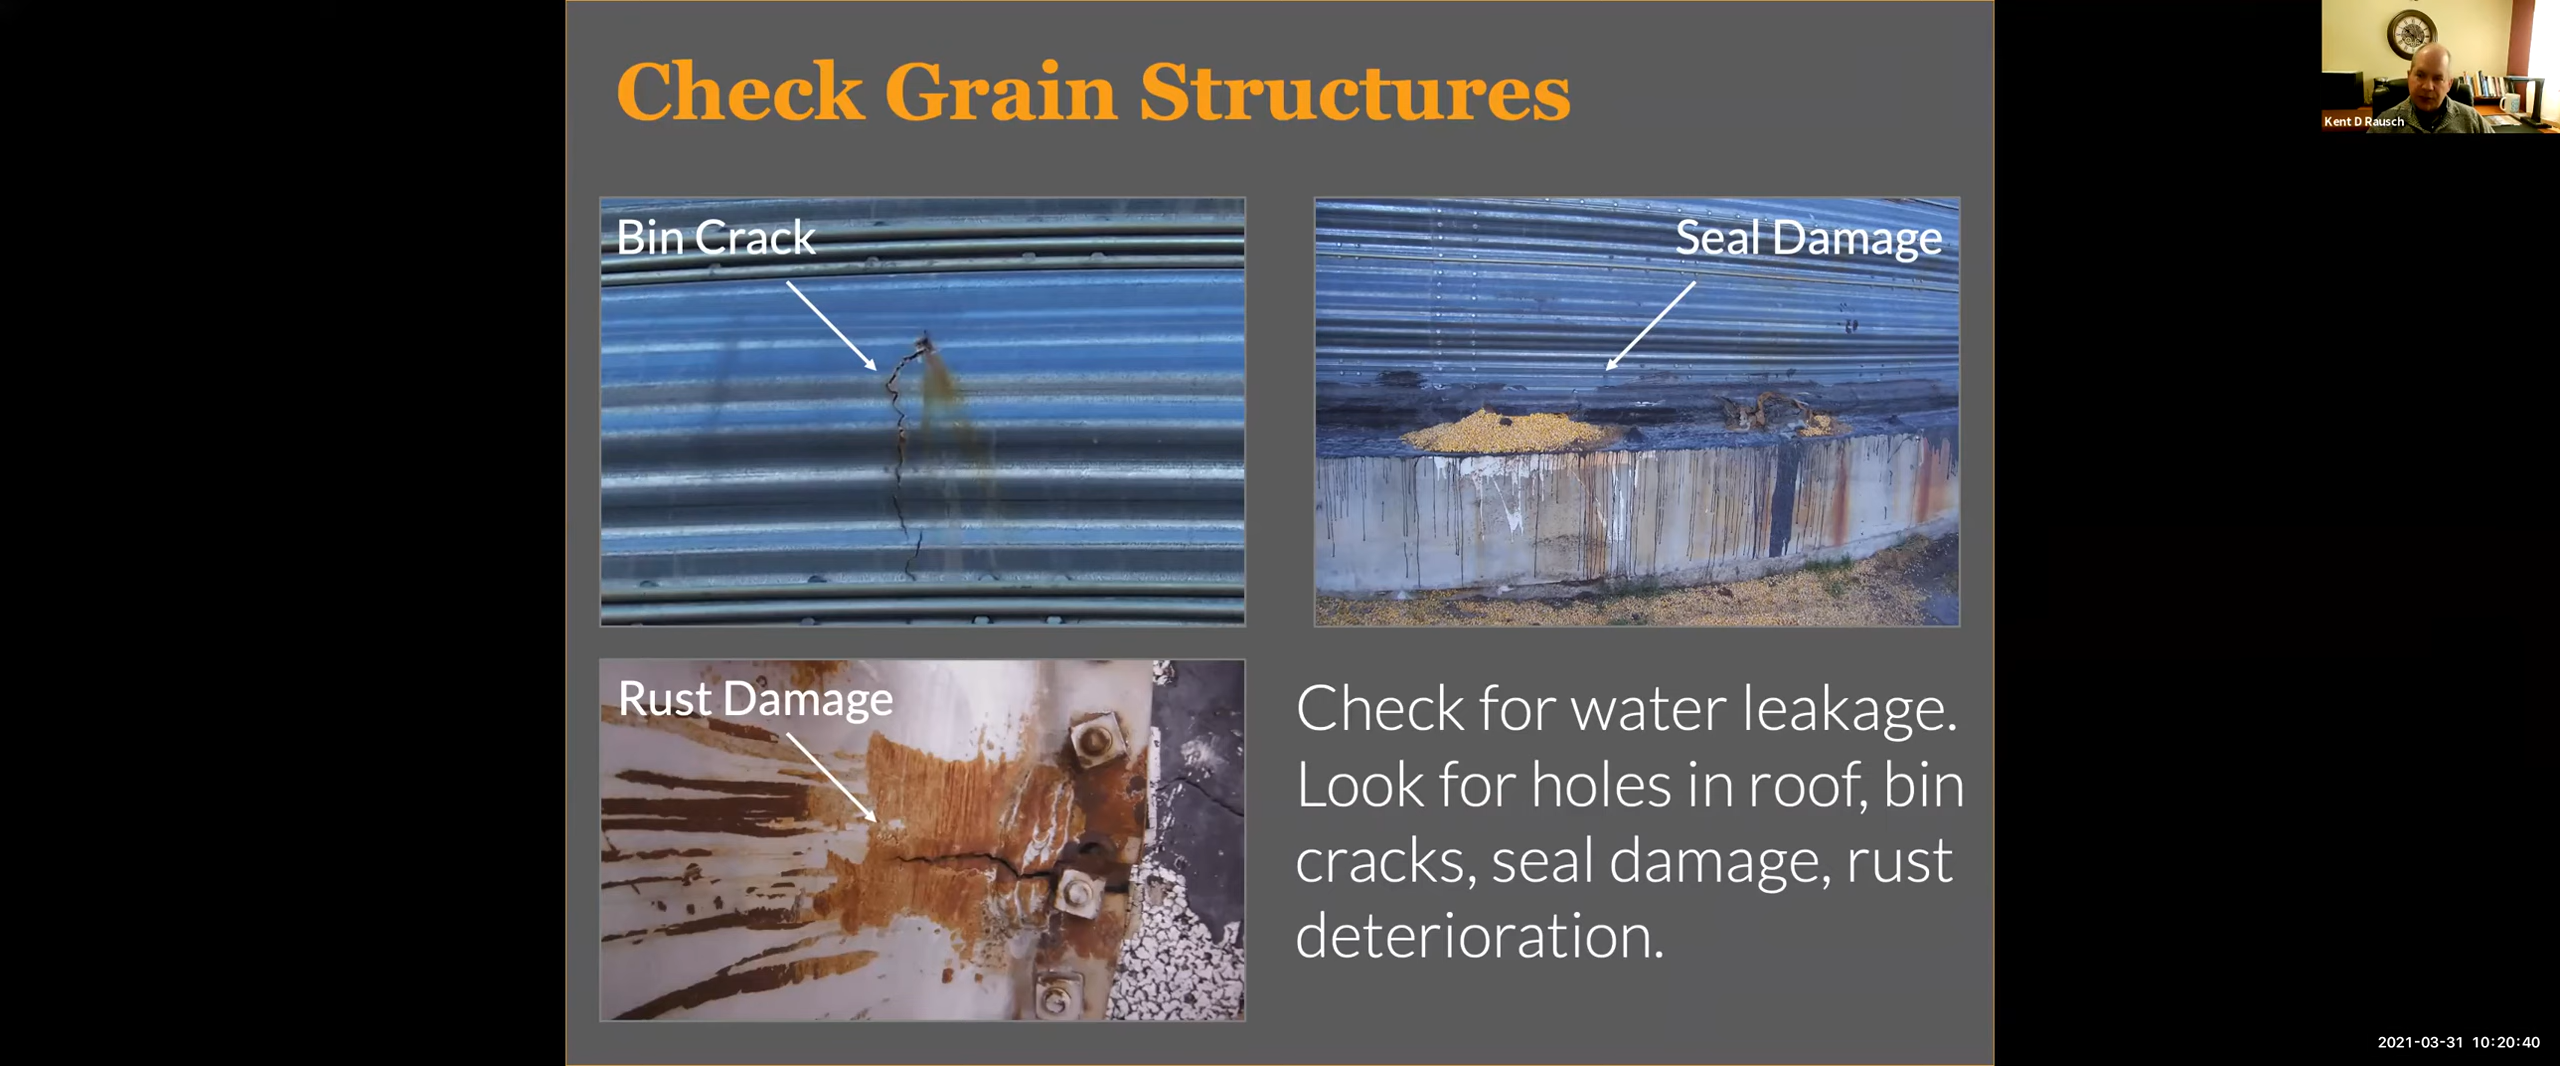 Check Grain Structures
Bin Crack
Seal Damage
Rust Damage
Check for water leakage.
Look for holes in roof, bin
cracks, seal damage, rust
deterioration.
Kent D Rausch
2021-03-31 10:20:40